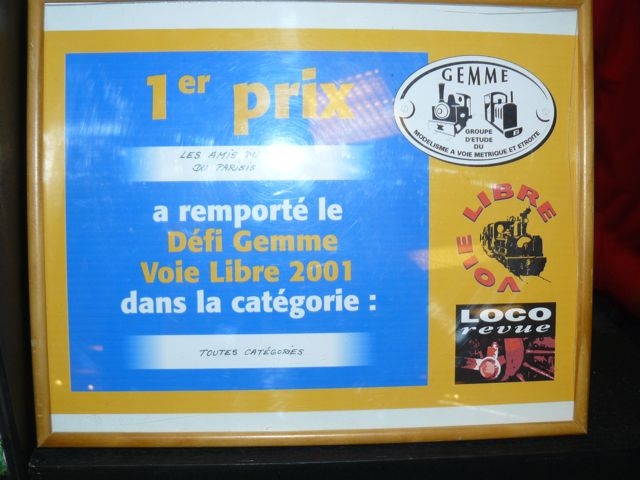 1er prix
LES AMIS DU
DU PARISIS
a remporté le
Défi Gemme
Voie Libre 2001
dans la catégorie :
TOUTES CATÉGORIES
GEMME
GROUPE
D'ETUDE
DU
MODELISME A VOIE METRIQUE ET ETROITE
VOIE LIBRE
LOCO
revue